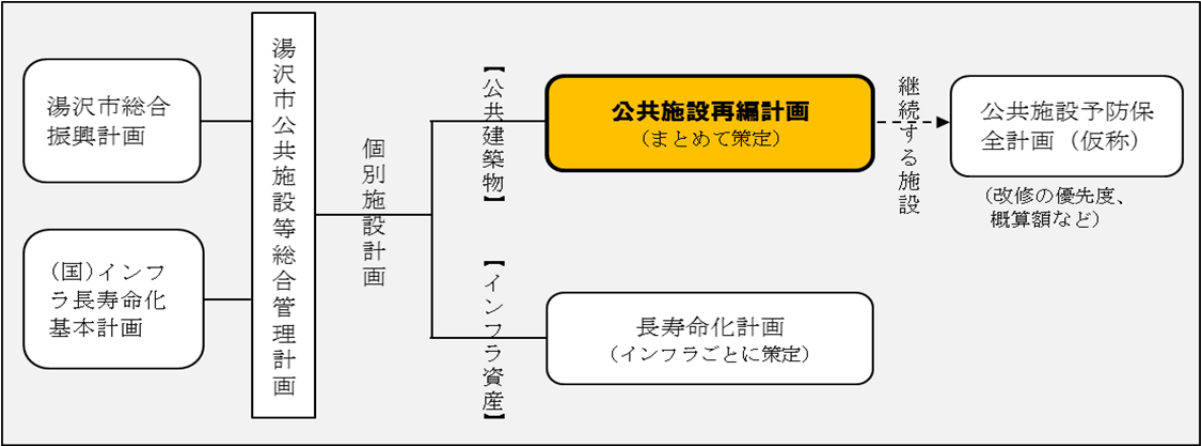 湯沢市総合
振興計画
(国)インフ
ラ長寿命化
基本計画
湯沢市公共施設等総合管理計画
個別施設計画
【公共建築物】
公共施設再編計画
(まとめて策定)
継続する施設
公共施設予防保
全計画(仮称)
(改修の優先度、
概算額など)
【インフラ資産】
長寿命化計画
(インフラごとに策定)